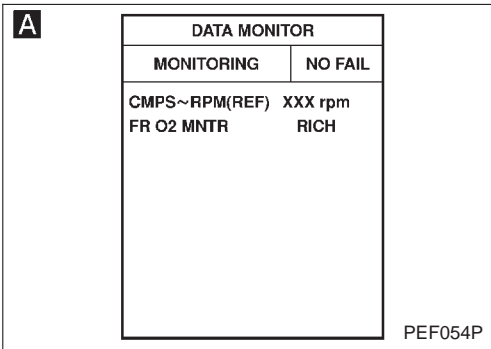 A
DATA MONITOR
MONITORING NO FAIL
CMPS~RPM(REF) XXX rpm
FR O2 MNTR RICH
PEF054P